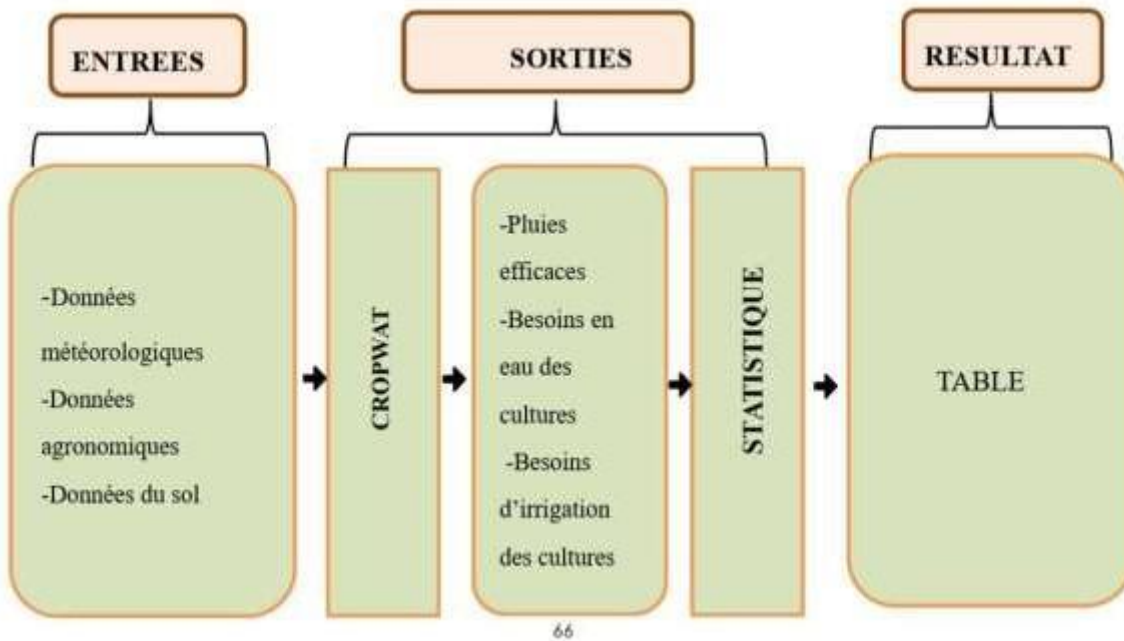 ENTREES
SORTIES
RESULTAT
-Données
météorologiques
-Données
agronomiques
-Données du sol
CROPWAT
-Pluies
efficaces
-Besoins en
eau des
cultures
-Besoins
d’irrigation
des cultures
STATISTIQUE
TABLE
66